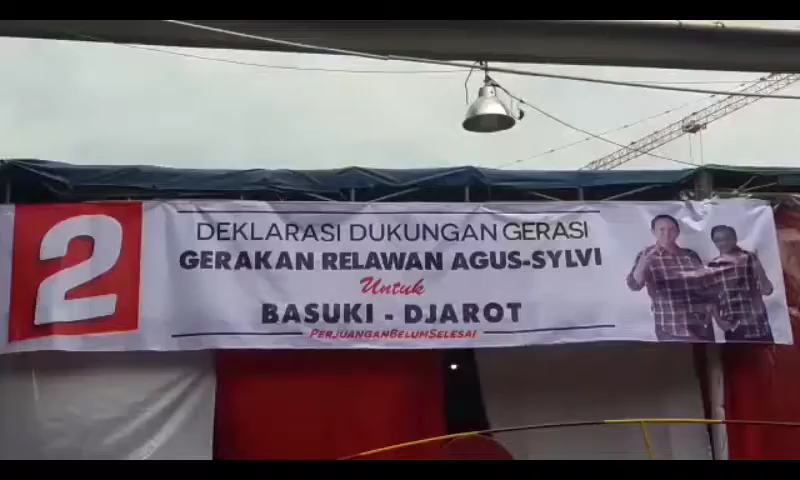 2
DEKLARASI DUKUNGAN GERASI
GERAKAN RELAWAN AGUS-SYLVI
Untuk
BASUKI - DJAROT
PERJUANGANBELUMSELESAI